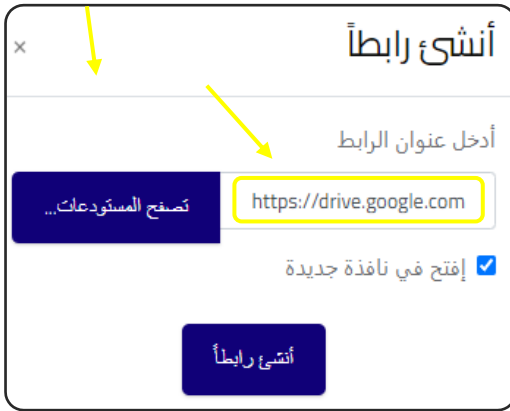 أنشئ رابطاً
×
أدخل عنوان الرابط
https://drive.google.com
تصفح المستودعات...
إفتح في نافذة جديدة
أنشئ رابطاً